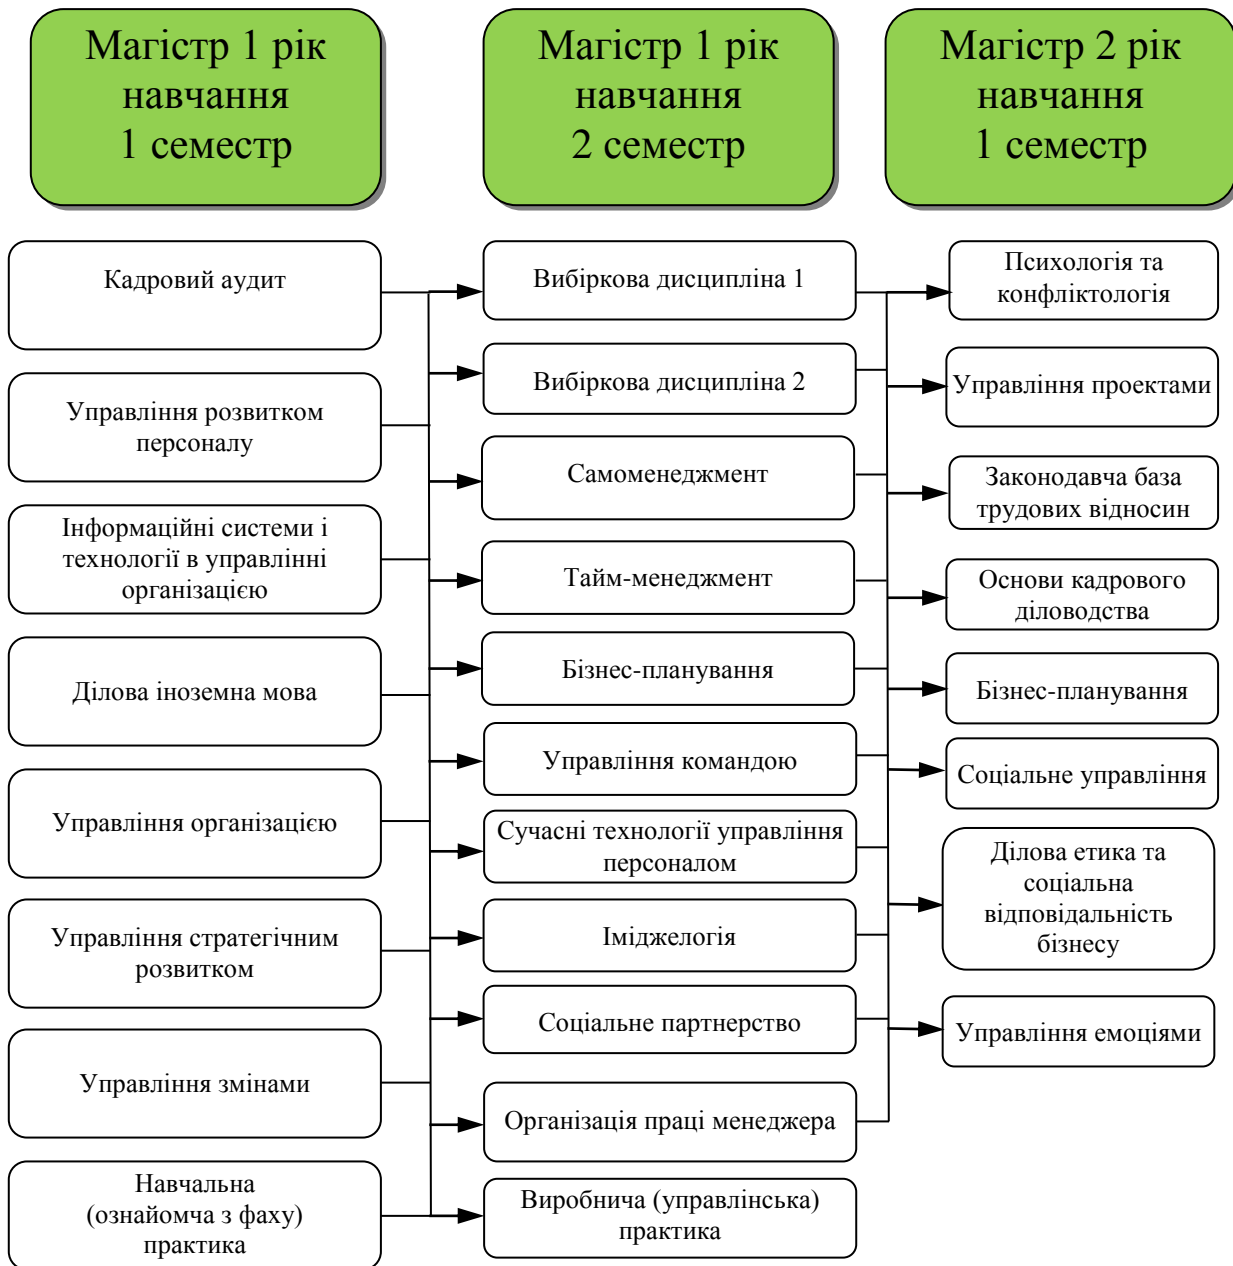 Магістр 1 рік
навчання
1 семестр
Магістр 1 рік
навчання
2 семестр
Магістр 2 рік
навчання
1 семестр
Кадровий аудит
Управління розвитком
персоналу
Інформаційні системи і
технології в управлінні
організацією
Ділова іноземна мова
Управління організацією
Управління стратегічним
розвитком
Управління змінами
Навчальна
(ознайомча з фаху)
практика
Вибіркова дисципліна 1
Вибіркова дисципліна 2
Самоменеджмент
Тайм-менеджмент
Бізнес-планування
Управління командою
Сучасні технології управління
персоналом
Іміджелогія
Соціальне партнерство
Організація праці менеджера
Виробнича (управлінська)
практика
Психологія та
конфліктологія
Управління проектами
Законодавча база
трудових відносин
Основи кадрового
діловодства
Бізнес-планування
Соціальне управління
Ділова етика та
соціальна
відповідальність
бізнесу
Управління емоціями